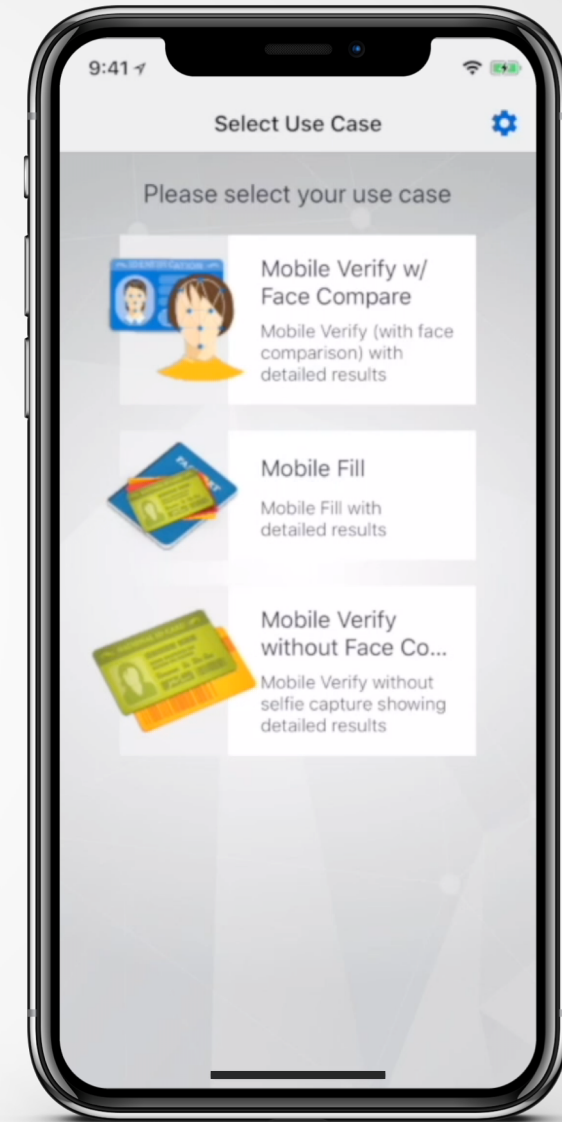 9:41
Select Use Case
Please select your use case
IDENTIFICATION
Mobile Verify w/
Face Compare
Mobile Verify (with face
comparison) with
detailed results
PASSPORT
Mobile Fill
Mobile Fill with
detailed results
Mobile Verify
without Face Co...
Mobile Verify without
selfie capture showing
detailed results